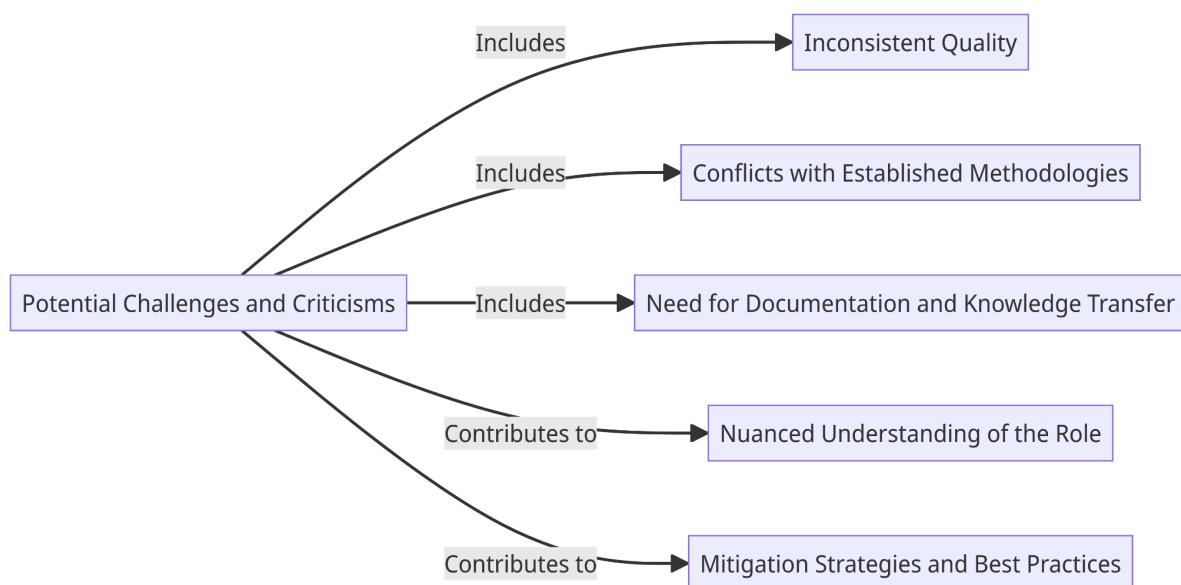 Includes
Inconsistent Quality
Includes
Conflicts with Established Methodologies
Potential Challenges and Criticisms
Includes
Need for Documentation and Knowledge Transfer
Contributes to
Nuanced Understanding of the Role
Contributes to
Mitigation Strategies and Best Practices